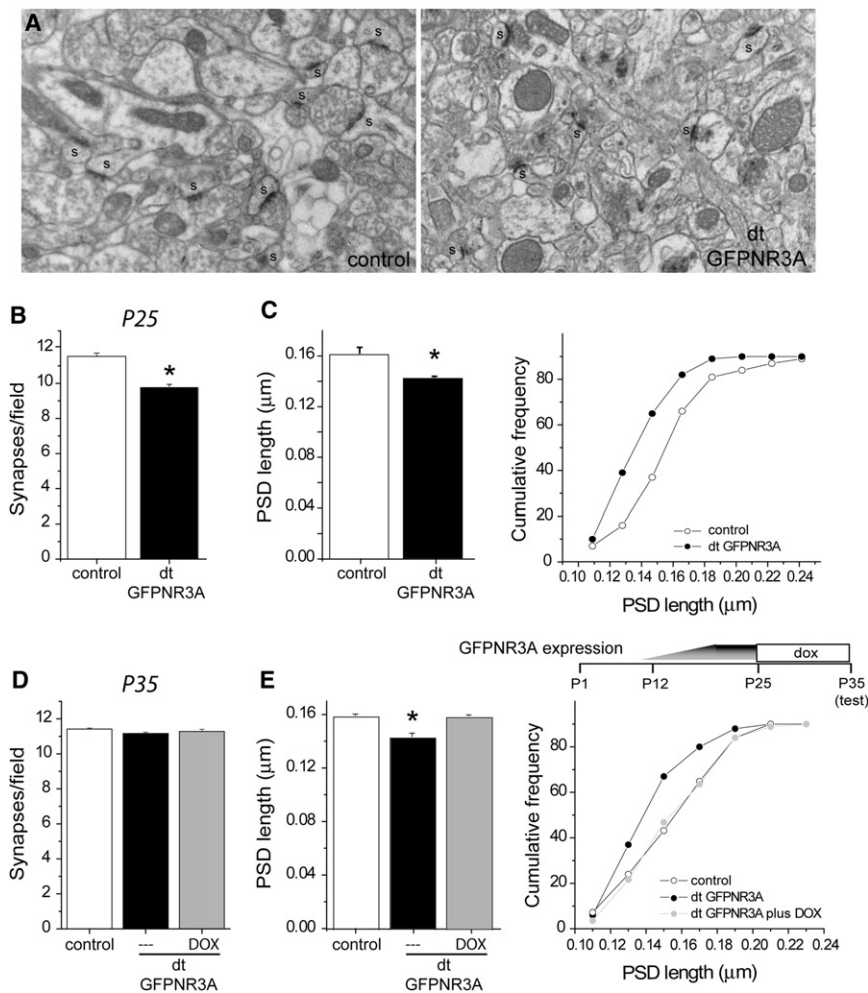 A
s s s s s s s s s
control
s s s s s
dt
GFPNR3A
B
P25
Synapses/field
12
10
8
6
4
2
0
*
control
dt
GFPNR3A
C
PSD length (μm)
0.16
0.12
0.08
0.04
0.00
*
control
dt
GFPNR3A
Cumulative frequency
80
60
40
20
0
control
dt GFPNR3A
0.10 0.12 0.14 0.16 0.18 0.20 0.22 0.24
PSD length (μm)
D
P35
Synapses/field
12
10
8
6
4
2
0
control --- DOX
dt
GFPNR3A
E
PSD length (μm)
0.16
0.12
0.08
0.04
0.00
*
control --- DOX
dt
GFPNR3A
GFPNR3A expression
dox
P1 P12 P25 P35
(test)
Cumulative frequency
80
60
40
20
0
control
dt GFPNR3A
dt GFPNR3A plus DOX
0.10 0.12 0.14 0.16 0.18 0.20 0.22 0.24
PSD length (μm)